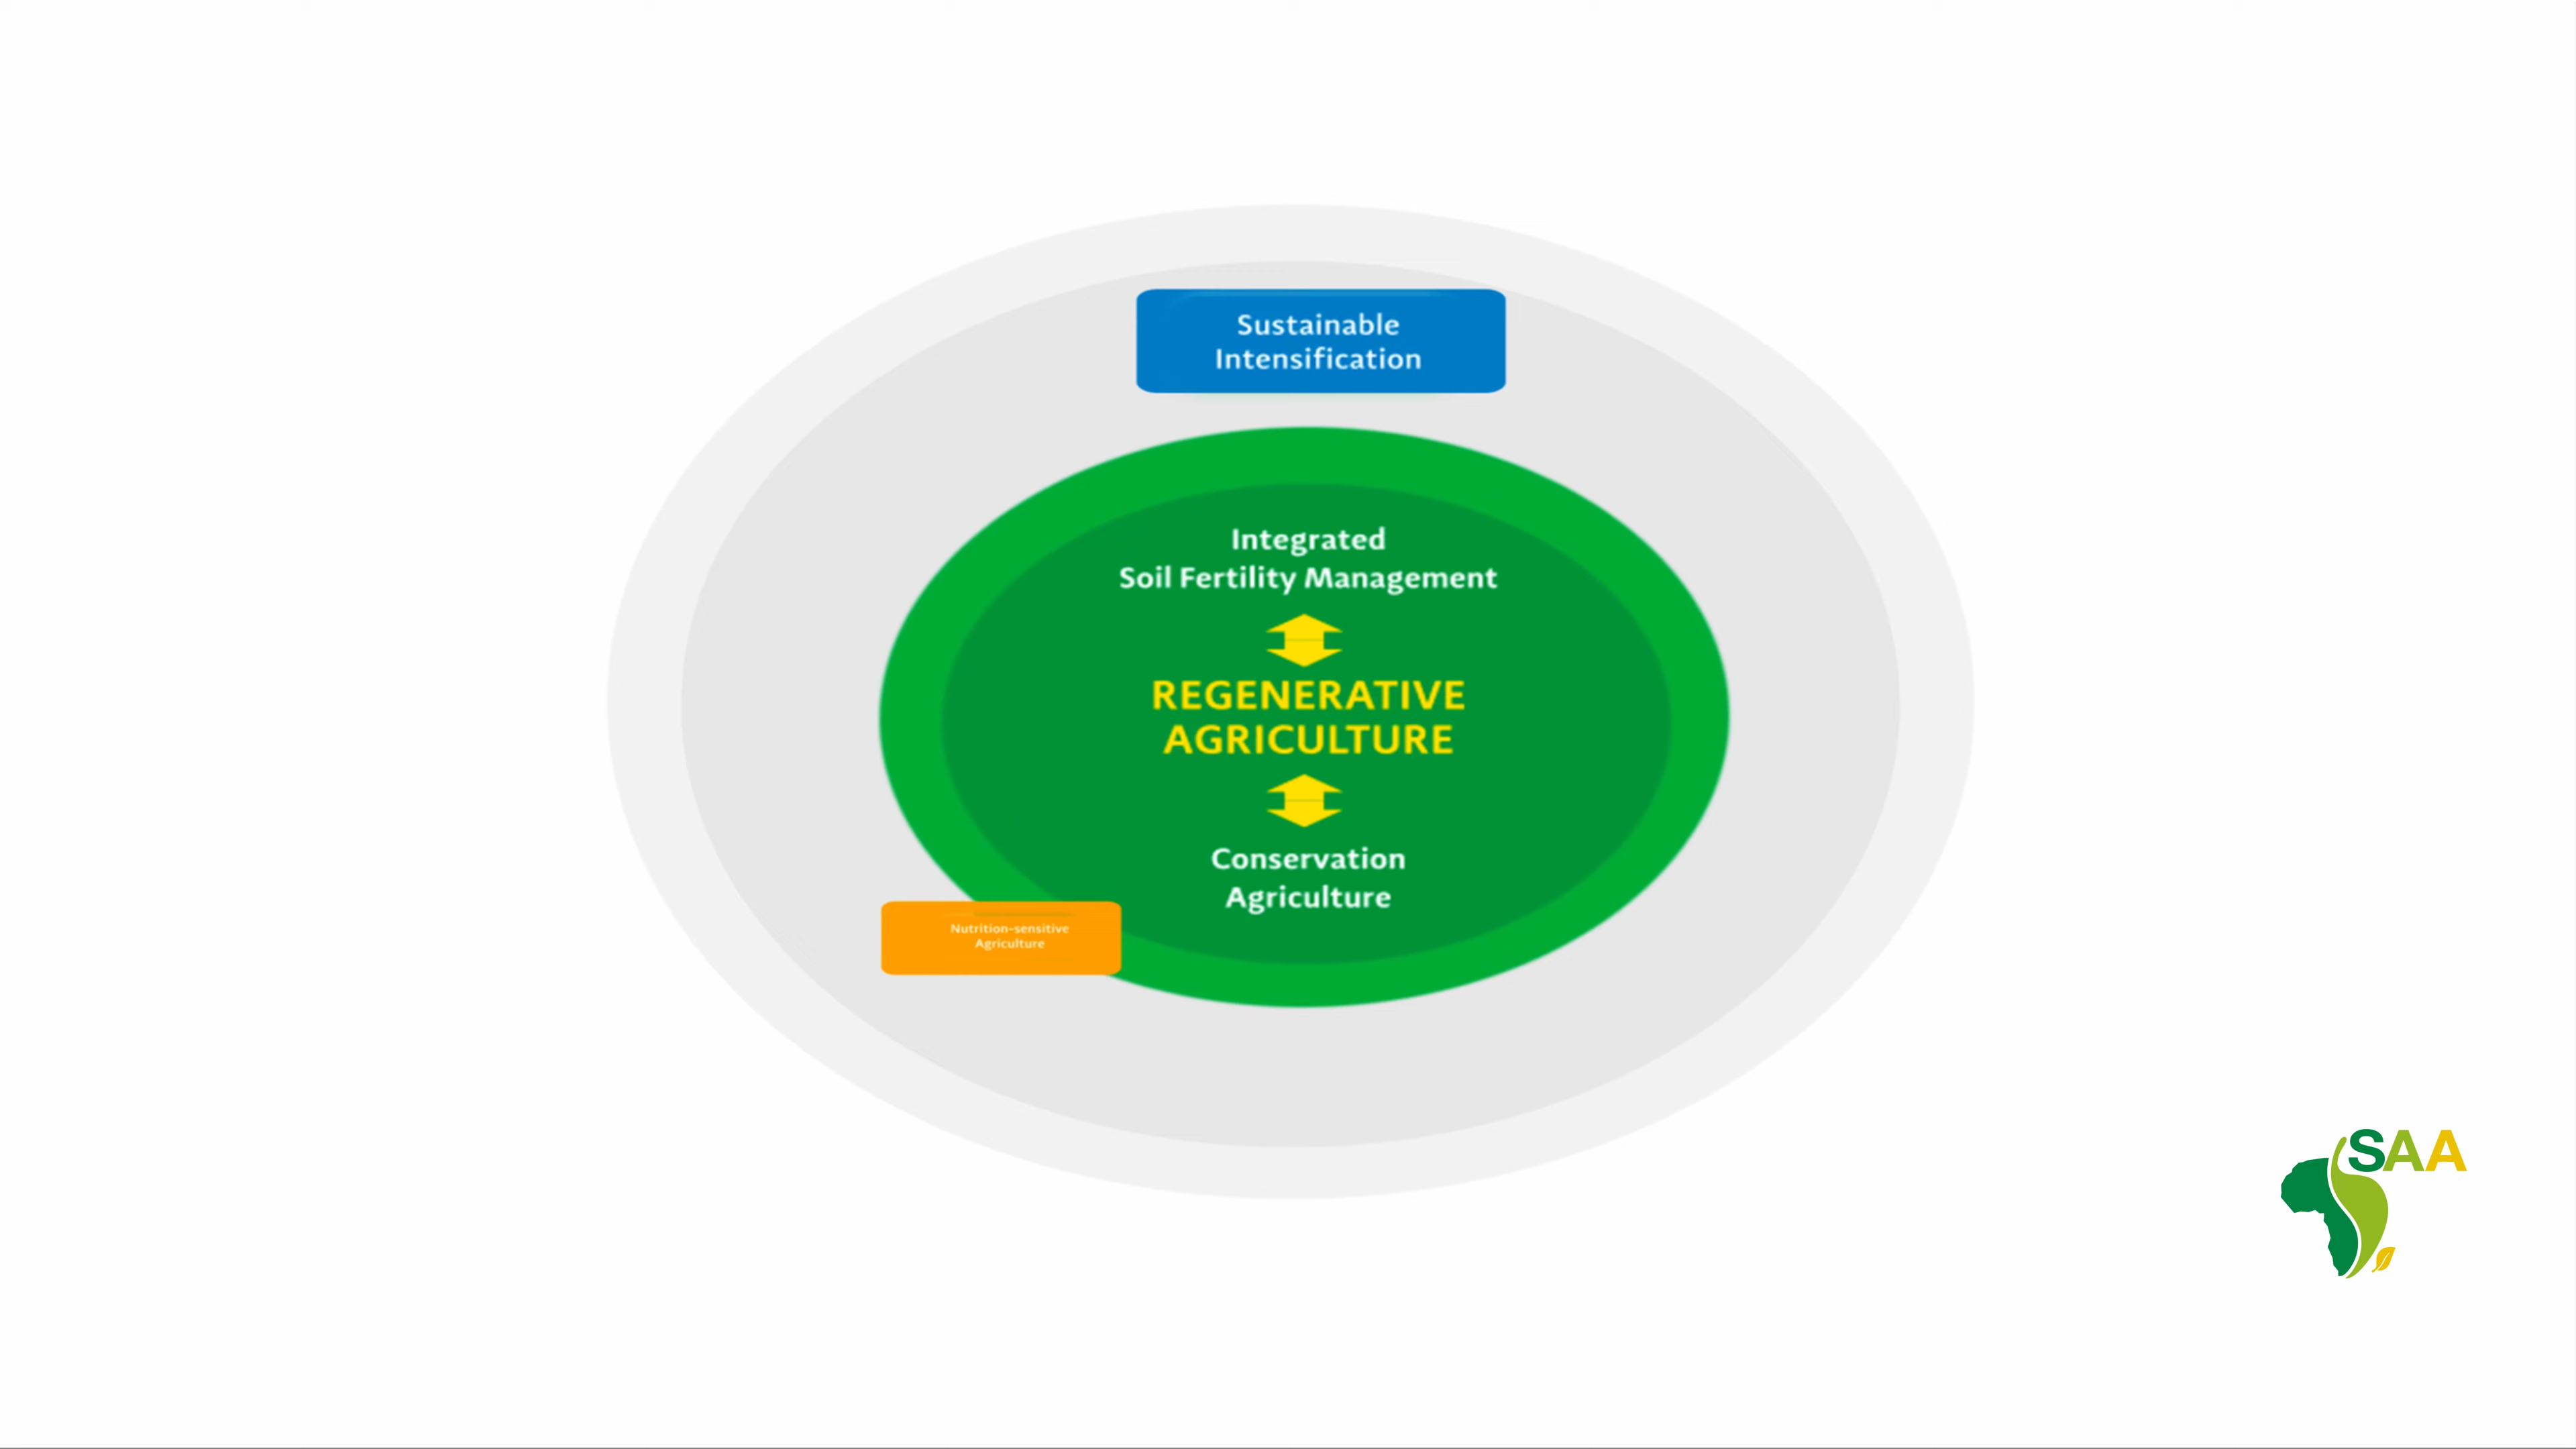 Sustainable
Intensification
Integrated
Soil Fertility Management
REGENERATIVE
AGRICULTURE
Conservation
Agriculture
Nutrition-sensitive
Agriculture
SAA